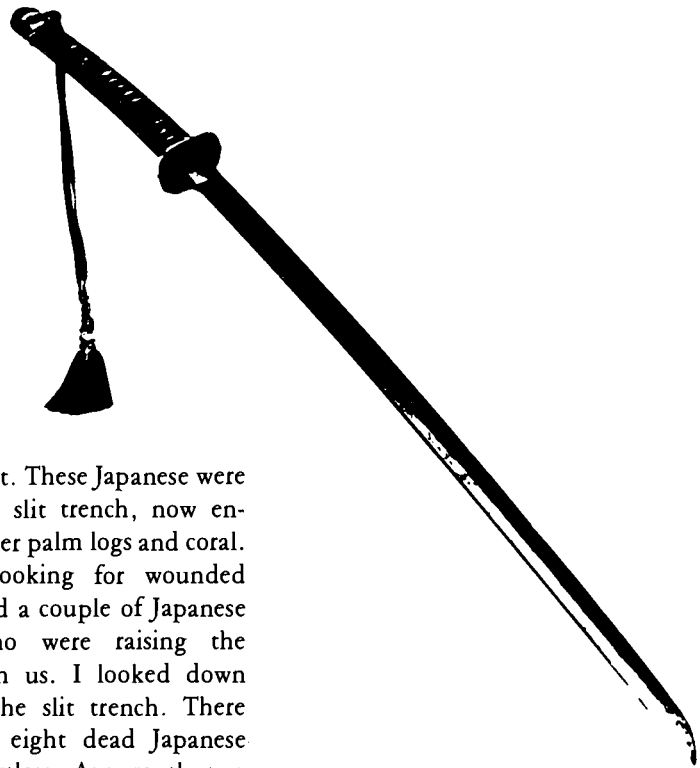 t. These Japanese were
slit trench, now en-
er palm logs and coral.
ooking for wounded
d a couple of Japanese
o were raising the
us. I looked down
he slit trench. There
eight dead Japanese